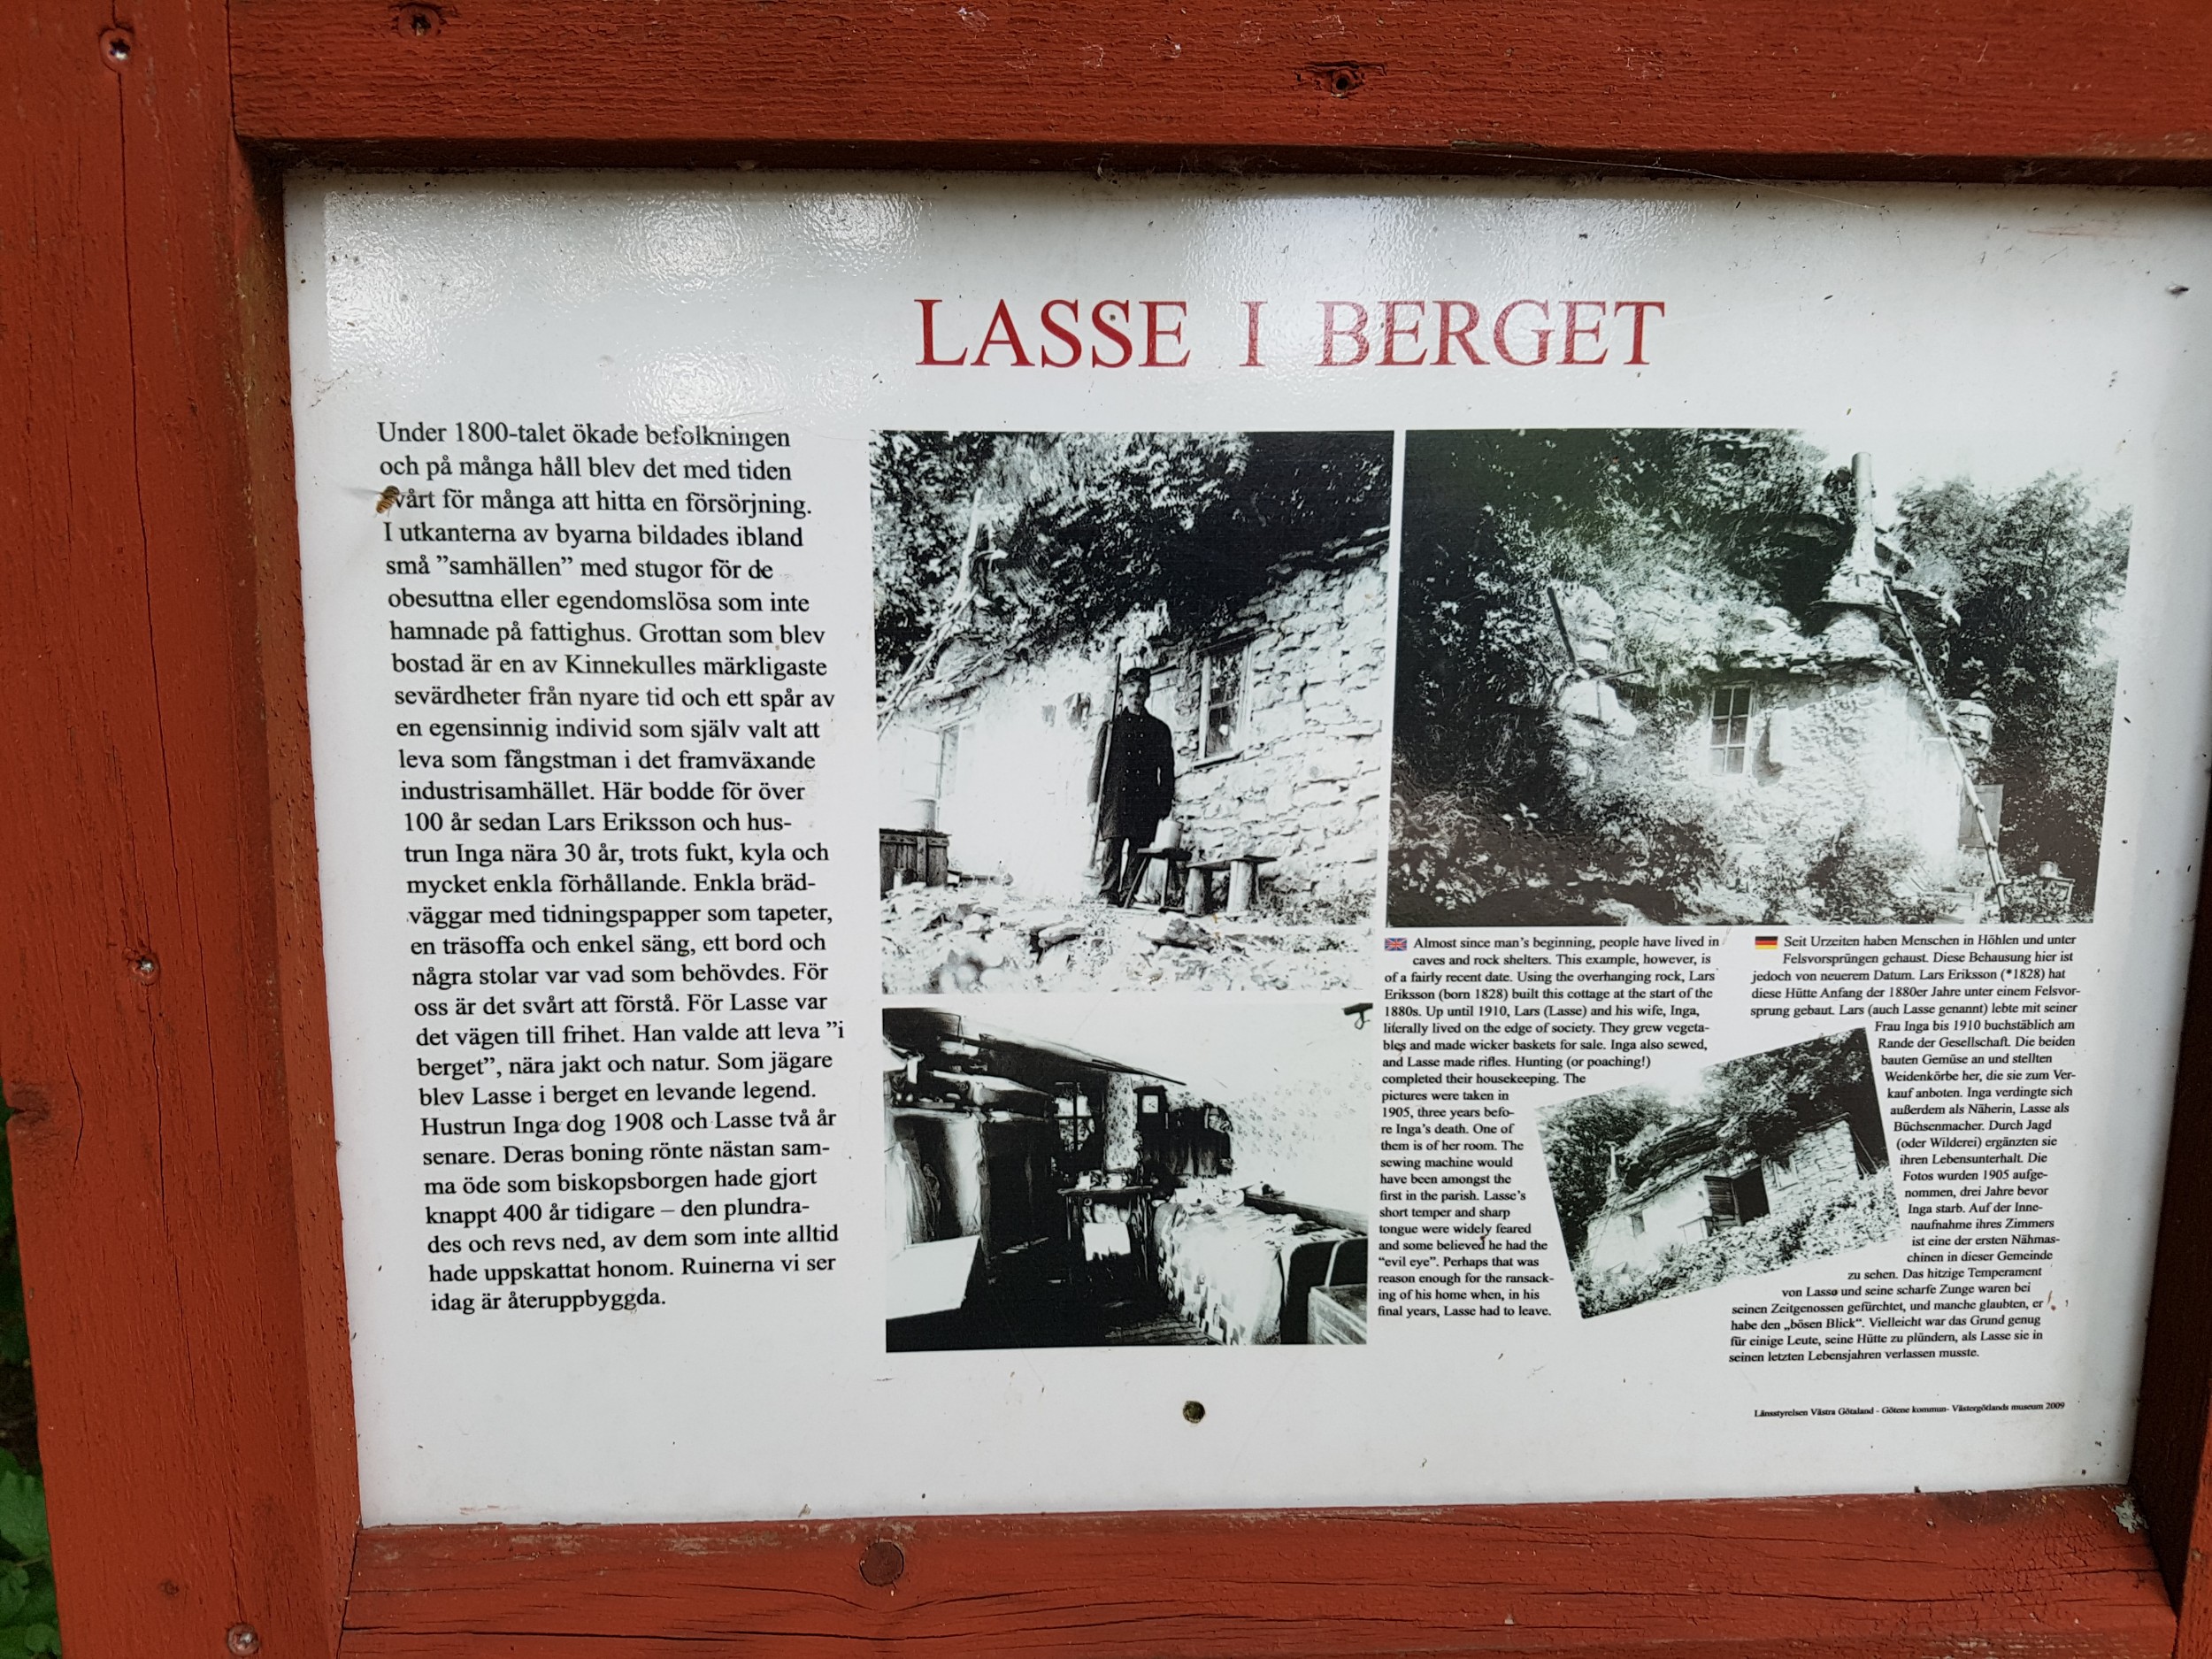 LASSE I BERGET
Under 1800-talet ökade befolkningen
och på många håll blev det med tiden
svårt för många att hitta en försörjning.
I utkanterna av byarna bildades ibland
små ”samhällen” med stugor för de
obesuttna eller egendomslösa som inte
hamnade på fattighus. Grottan som blev
bostad är en av Kinnekulles märkligaste
sevärdheter från nyare tid och ett spår av
en egensinnig individ som själv valt att
leva som fångstman i det framväxande
industrisamhället. Här bodde för över
100 år sedan Lars Eriksson och hus-
trun Inga nära 30 år, trots fukt, kyla och
mycket enkla förhållande. Enkla bräd-
väggar med tidningspapper som tapeter,
en träsoffa och enkel säng, ett bord och
några stolar var vad som behövdes. För
oss är det svårt att förstå. För Lasse var
det vägen till frihet. Han valde att leva ”i
berget”, nära jakt och natur. Som jägare
blev Lasse i berget en levande legend.
Hustrun Inga dog 1908 och Lasse två år
senare. Deras boning rönte nästan sam-
ma öde som biskopsborgen hade gjort
knappt 400 år tidigare – den plundra-
des och revs ned, av dem som inte alltid
hade uppskattat honom. Ruinerna vi ser
idag är återuppbyggda.
Almost since man’s beginning, people have lived in
caves and rock shelters. This example, however, is
of a fairly recent date. Using the overhanging rock, Lars
Eriksson (born 1828) built this cottage at the start of the
1880s. Up until 1910, Lars (Lasse) and his wife, Inga,
literally lived on the edge of society. They grew vegeta-
bles and made wicker baskets for sale. Inga also sewed,
and Lasse made rifles. Hunting (or poaching!)
completed their housekeeping. The
pictures were taken in
1905, three years befo-
re Inga’s death. One of
them is of her room. The
sewing machine would
have been amongst the
first in the parish. Lasse’s
short temper and sharp
tongue were widely feared
and some believed he had the
“evil eye”. Perhaps that was
reason enough for the ransack-
ing of his home when, in his
final years, Lasse had to leave.
Seit Urzeiten haben Menschen in Höhlen und unter
Felsvorsprüngen gehaust. Diese Behausung hier ist
jedoch von neuerem Datum. Lars Eriksson (*1828) hat
diese Hütte Anfang der 1880er Jahre unter einem Felsvor-
sprung gebaut. Lars (auch Lasse genannt) lebte mit seiner
Frau Inga bis 1910 buchstäblich am
Rande der Gesellschaft. Die beiden
bauten Gemüse an und stellten
Weidenkörbe her, die sie zum Ver-
kauf anboten. Inga verdingte sich
außerdem als Näherin, Lasse als
Büchsenmacher. Durch Jagd
(oder Wilderei) ergänzten sie
ihren Lebensunterhalt. Die
Fotos wurden 1905 aufge-
nommen, drei Jahre bevor
Inga starb. Auf der Inne-
naufnahme ihres Zimmers
ist eine der ersten Nähmas-
chinen in dieser Gemeinde
zu sehen. Das hitzige Temperament
von Lasse und seine scharfe Zunge waren bei
seinen Zeitgenossen gefürchtet, und manche glaubten, er
habe den „bösen Blick“. Vielleicht war das Grund genug
für einige Leute, seine Hütte zu plündern, als Lasse sie in
seinen letzten Lebensjahren verlassen musste.
Länsstyrelsen Västra Götaland - Götene kommun- Västergötlands museum 2009